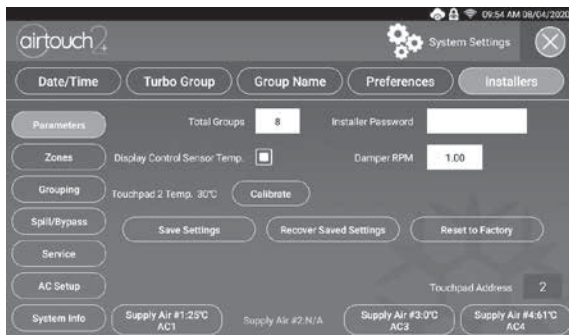 09:54 AM 08/04/2020
airtouch2+
System Settings
Date/Time Turbo Group Group Name Preferences Installers
Parameters Total Groups 8 Installer Password
Zones Display Control Sensor Temp. Damper RPM 1.00
Grouping Touchpad 2 Temp. 30°C Calibrate
Spill/Bypass Save Settings Recover Saved Settings Reset to Factory
Service
AC Setup Touchpad Address 2
System Info Supply Air #1:25°C Supply Air #2:N/A Supply Air #3:0°C Supply Air #4:61°C
AC1 AC3 AC4